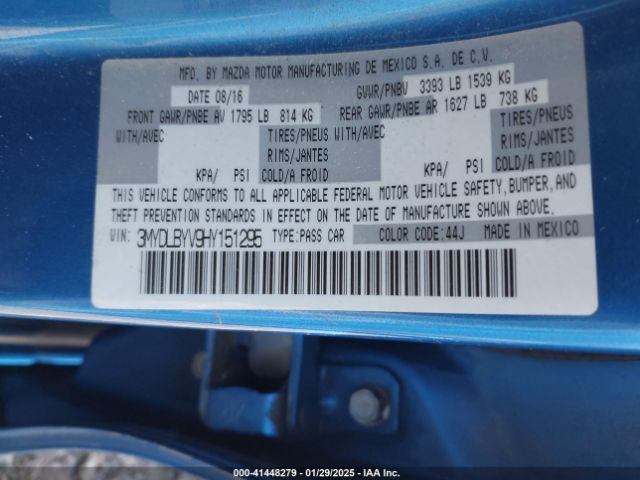 MFD. BY MAZDA MOTOR MANUFACTURING DE MEXICO S.A. DE C.V.
DATE 08/16 GVWR/PNBV 3393 LB 1539 KG
FRONT GAWR/PNBE AV 1795 LB 814 KG REAR GAWR/PNBE AR 1627 LB 738 KG
WITH/AVEC TIRES/PNEUS WITH/AVEC TIRES/PNEUS
RIMS/JANTES RIMS/JANTES
KPA/ PSI COLD/A FROID KPA/ PSI COLD/A FROID
THIS VEHICLE CONFORMS TO ALL APPLICABLE FEDERAL MOTOR VEHICLE SAFETY, BUMPER, AND
THEFT PREVENTION STANDARDS IN EFFECT ON THE DATE OF MANUFACTURE SHOWN ABOVE.
VIN: 3MYDLBYV9HY151295 TYPE:PASS CAR COLOR CODE:44J MADE IN MEXICO
000-41448279 - 01/29/2025 - IAA Inc.